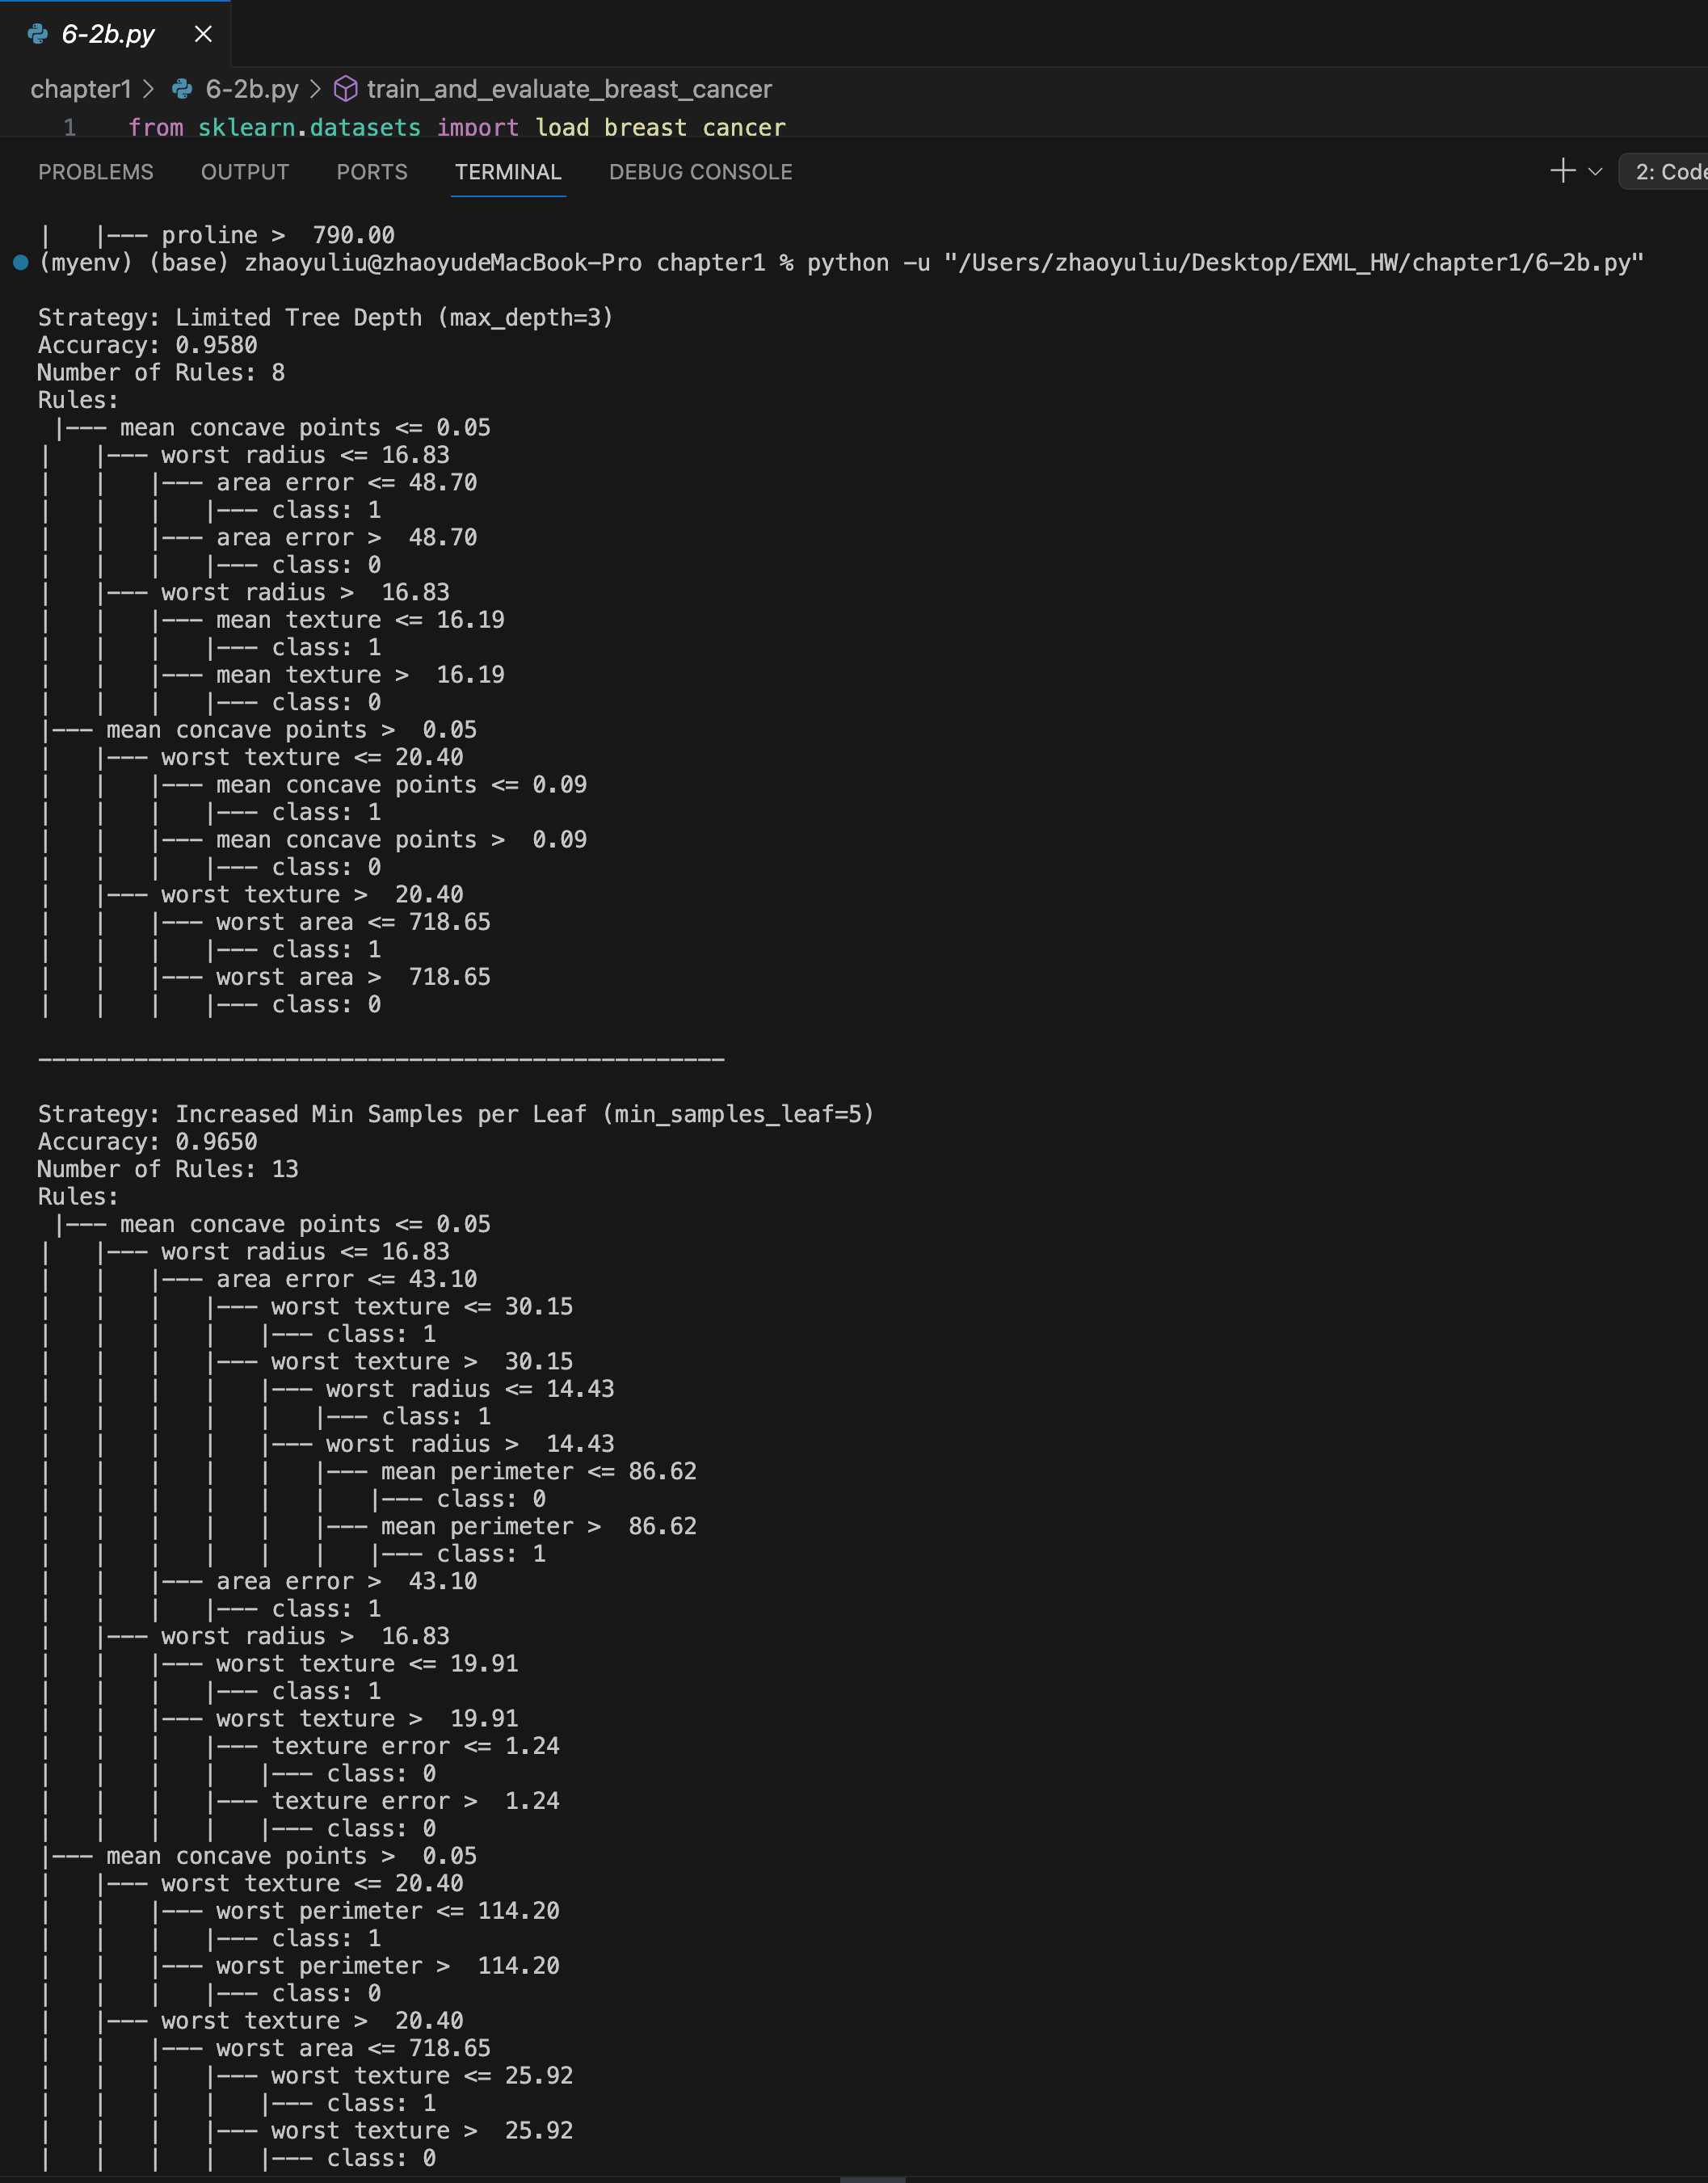 6-2b.py
chapter1 > 6-2b.py > train_and_evaluate_breast_cancer
1 from sklearn.datasets import load_breast_cancer
PROBLEMS OUTPUT PORTS TERMINAL DEBUG CONSOLE 2: Code
|   |--- proline >  790.00
(myenv) (base) zhaoyuliu@zhaoyudeMacBook-Pro chapter1 % python -u "/Users/zhaoyuliu/Desktop/EXML_HW/chapter1/6-2b.py"
Strategy: Limited Tree Depth (max_depth=3)
Accuracy: 0.9580
Number of Rules: 8
Rules:
 |--- mean concave points <= 0.05
|   |--- worst radius <= 16.83
|   |   |--- area error <= 48.70
|   |   |   |--- class: 1
|   |   |--- area error >  48.70
|   |   |   |--- class: 0
|   |--- worst radius >  16.83
|   |   |--- mean texture <= 16.19
|   |   |   |--- class: 1
|   |   |--- mean texture >  16.19
|   |   |   |--- class: 0
|--- mean concave points >  0.05
|   |--- worst texture <= 20.40
|   |   |--- mean concave points <= 0.09
|   |   |   |--- class: 1
|   |   |--- mean concave points >  0.09
|   |   |   |--- class: 0
|   |--- worst texture >  20.40
|   |   |--- worst area <= 718.65
|   |   |   |--- class: 1
|   |   |--- worst area >  718.65
|   |   |   |--- class: 0
--------------------------------------------------
Strategy: Increased Min Samples per Leaf (min_samples_leaf=5)
Accuracy: 0.9650
Number of Rules: 13
Rules:
 |--- mean concave points <= 0.05
|   |--- worst radius <= 16.83
|   |   |--- area error <= 43.10
|   |   |   |--- worst texture <= 30.15
|   |   |   |   |--- class: 1
|   |   |   |--- worst texture >  30.15
|   |   |   |   |--- worst radius <= 14.43
|   |   |   |   |   |--- class: 1
|   |   |   |   |--- worst radius >  14.43
|   |   |   |   |   |--- mean perimeter <= 86.62
|   |   |   |   |   |   |--- class: 0
|   |   |   |   |   |--- mean perimeter >  86.62
|   |   |   |   |   |   |--- class: 1
|   |   |--- area error >  43.10
|   |   |   |--- class: 1
|   |--- worst radius >  16.83
|   |   |--- worst texture <= 19.91
|   |   |   |--- class: 1
|   |   |--- worst texture >  19.91
|   |   |   |--- texture error <= 1.24
|   |   |   |   |--- class: 0
|   |   |   |--- texture error >  1.24
|   |   |   |   |--- class: 0
|--- mean concave points >  0.05
|   |--- worst texture <= 20.40
|   |   |--- worst perimeter <= 114.20
|   |   |   |--- class: 1
|   |   |--- worst perimeter >  114.20
|   |   |   |--- class: 0
|   |--- worst texture >  20.40
|   |   |--- worst area <= 718.65
|   |   |   |--- worst texture <= 25.92
|   |   |   |   |--- class: 1
|   |   |   |--- worst texture >  25.92
|   |   |   |   |--- class: 0